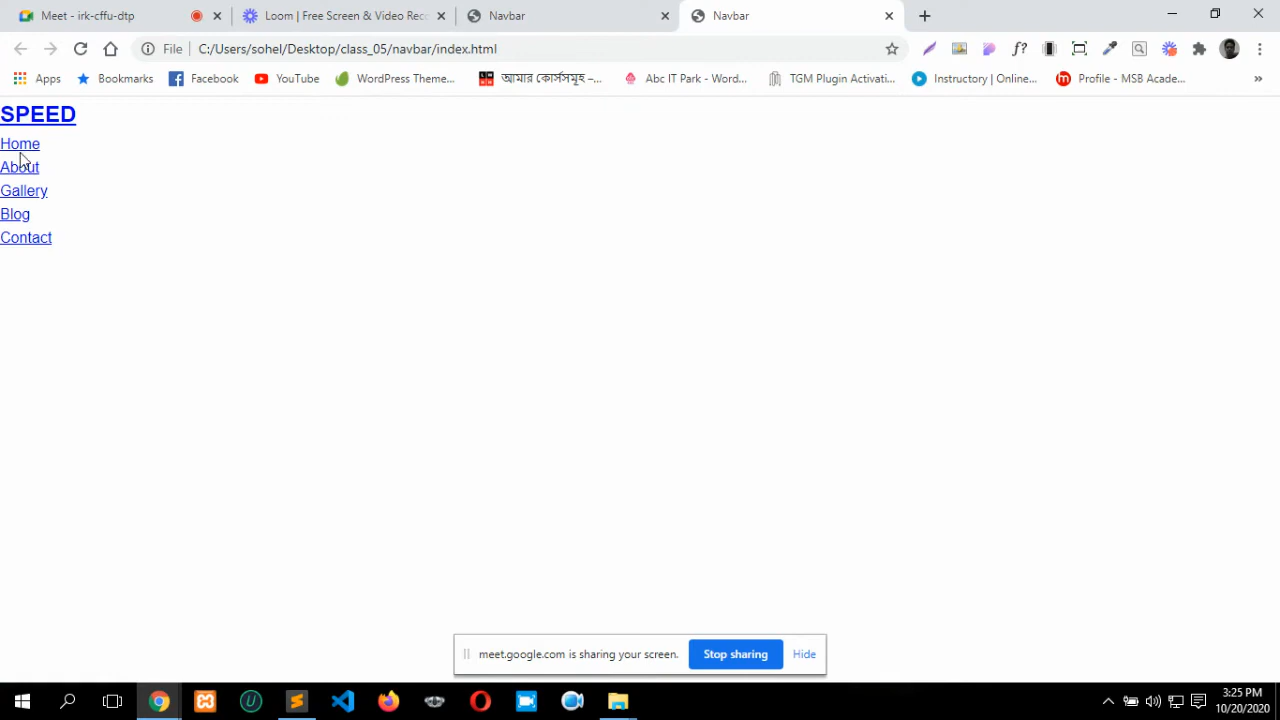 Meet - irk-cffu-dtp
Loom | Free Screen & Video Reco
Navbar
Navbar
File
C:/Users/sohel/Desktop/class_05/navbar/index.html
f?
Apps
Bookmarks
Facebook
YouTube
WordPress Theme...
আমার কোর্সসমূহ –...
Abc IT Park - Word...
TGM Plugin Activati...
Instructory | Online...
Profile - MSB Acade...
»
SPEED
Home
About
Gallery
Blog
Contact
meet.google.com is sharing your screen.
Stop sharing
Hide
3:25 PM
10/20/2020